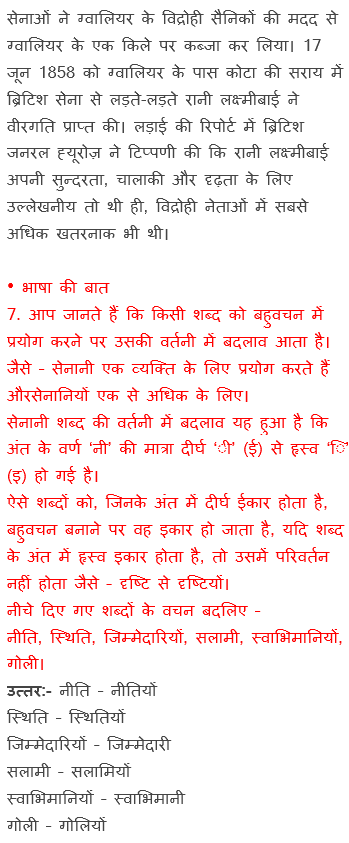 सेनाओं ने ग्वालियर के विद्रोही सैनिकों की मदद से
ग्वालियर के एक किले पर कब्जा कर लिया। 17
जून 1858 को ग्वालियर के पास कोटा की सराय में
ब्रिटिश सेना से लड़ते-लड़ते रानी लक्ष्मीबाई ने
वीरगति प्राप्त की। लड़ाई की रिपोर्ट में ब्रिटिश
जनरल ह्यूरोज़ ने टिप्पणी की कि रानी लक्ष्मीबाई
अपनी सुन्दरता, चालाकी और दृढ़ता के लिए
उल्लेखनीय तो थी ही, विद्रोही नेताओं में सबसे
अधिक खतरनाक भी थी।
• भाषा की बात
7. आप जानते हैं कि किसी शब्द को बहुवचन में
प्रयोग करने पर उसकी वर्तनी में बदलाव आता है।
जैसे - सेनानी एक व्यक्ति के लिए प्रयोग करते हैं
औरसेनानियों एक से अधिक के लिए।
सेनानी शब्द की वर्तनी में बदलाव यह हुआ है कि
अंत के वर्ण ‘नी’ की मात्रा दीर्घ ‘ी’ (ई) से ह्रस्व ‘ि’
(इ) हो गई है।
ऐसे शब्दों को, जिनके अंत में दीर्घ ईकार होता है,
बहुवचन बनाने पर वह इकार हो जाता है, यदि शब्द
के अंत में ह्रस्व इकार होता है, तो उसमें परिवर्तन
नहीं होता जैसे - दृष्टि से दृष्टियों।
नीचे दिए गए शब्दों के वचन बदलिए –
नीति, स्थिति, जिम्मेदारियों, सलामी, स्वाभिमानियों,
गोली।
उत्तर:- नीति - नीतियों
स्थिति - स्थितियों
जिम्मेदारियों - जिम्मेदारी
सलामी - सलामियों
स्वाभिमानियों - स्वाभिमानी
गोली - गोलियों